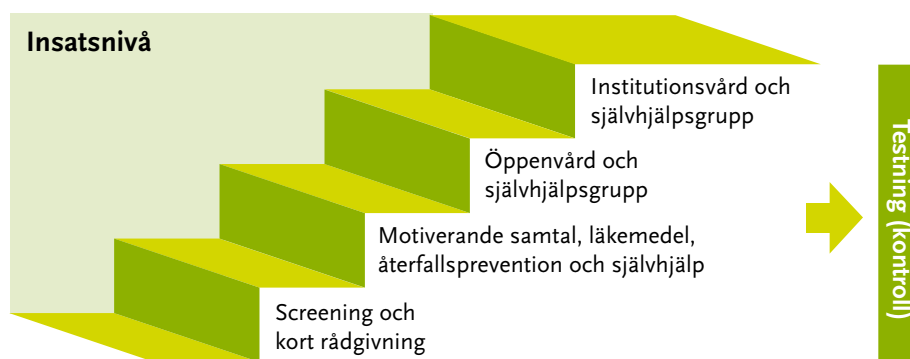 Insatsnivå
Institutionsvård och
självhjälpsgrupp
Öppenvård och
självhjälpsgrupp
Motiverande samtal, läkemedel,
återfallsprevention och självhjälp
Screening och
kort rådgivning
Testning (kontroll)